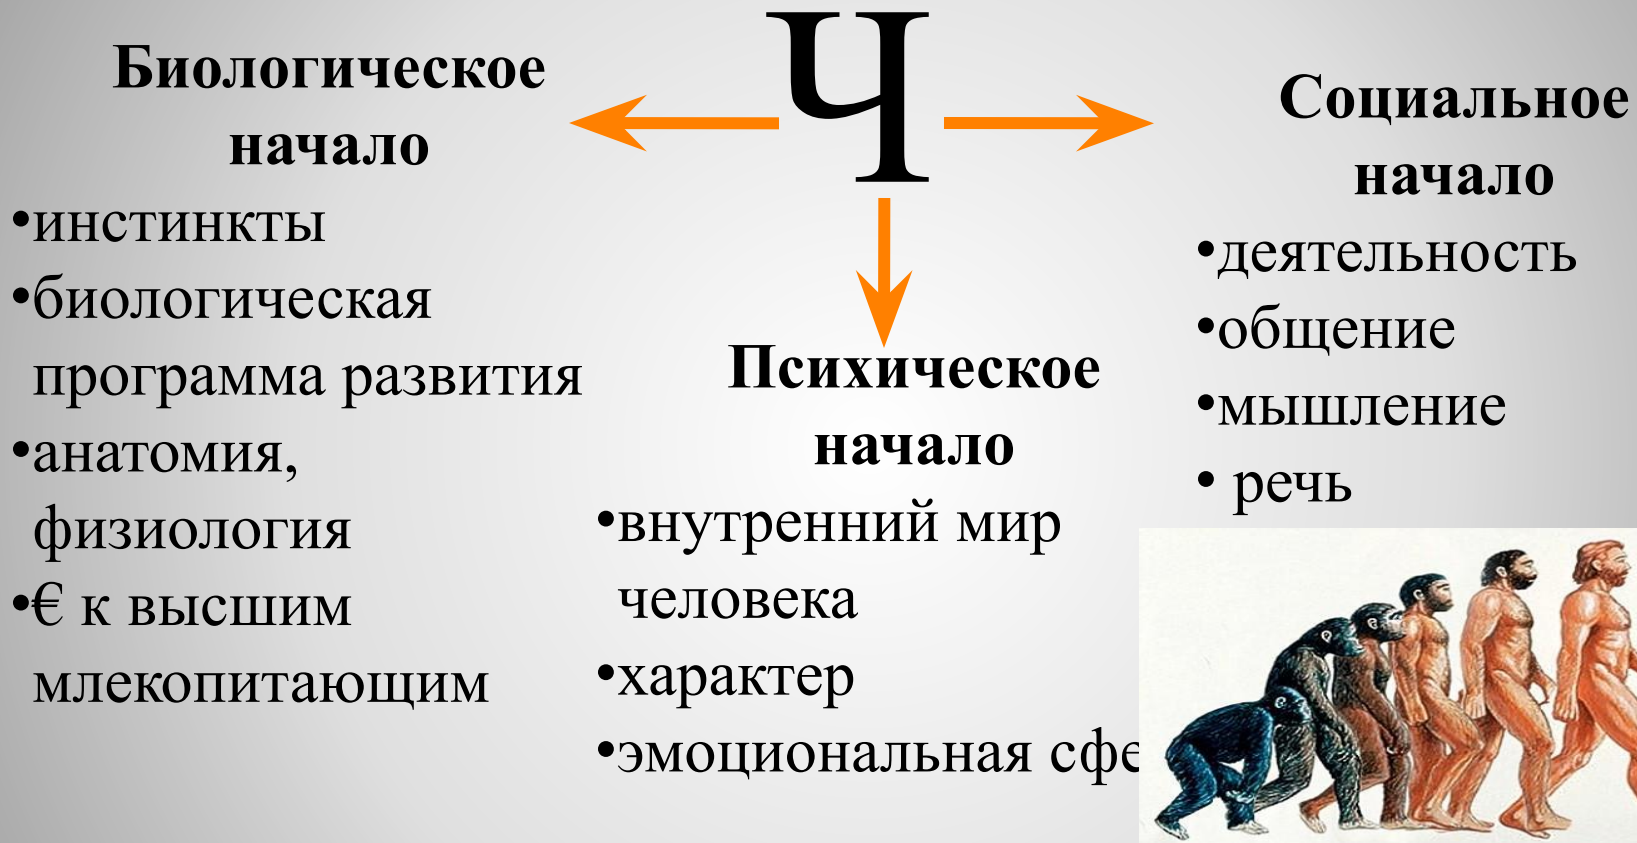 Ч
Биологическое
начало
•инстинкты
•биологическая
программа развития
•анатомия,
физиология
•€ к высшим
млекопитающим
Психическое
начало
•внутренний мир
человека
•характер
•эмоциональная сфе
Социальное
начало
•деятельность
•общение
•мышление
• речь